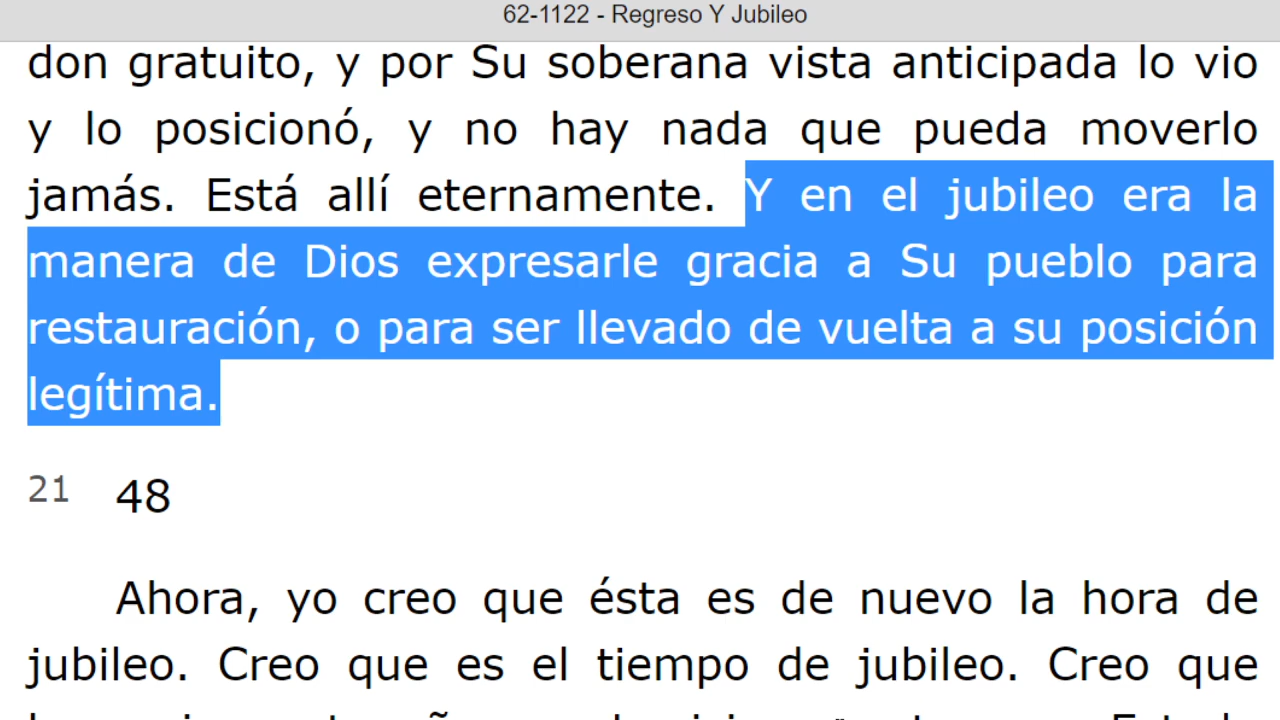 62-1122 - Regreso Y Jubileo
don gratuito, y por Su soberana vista anticipada lo vio
y lo posicionó, y no hay nada que pueda moverlo
jamás. Está allí eternamente. Y en el jubileo era la
manera de Dios expresarle gracia a Su pueblo para
restauración, o para ser llevado de vuelta a su posición
legítima.
21 48
Ahora, yo creo que ésta es de nuevo la hora de
jubileo. Creo que es el tiempo de jubileo. Creo que